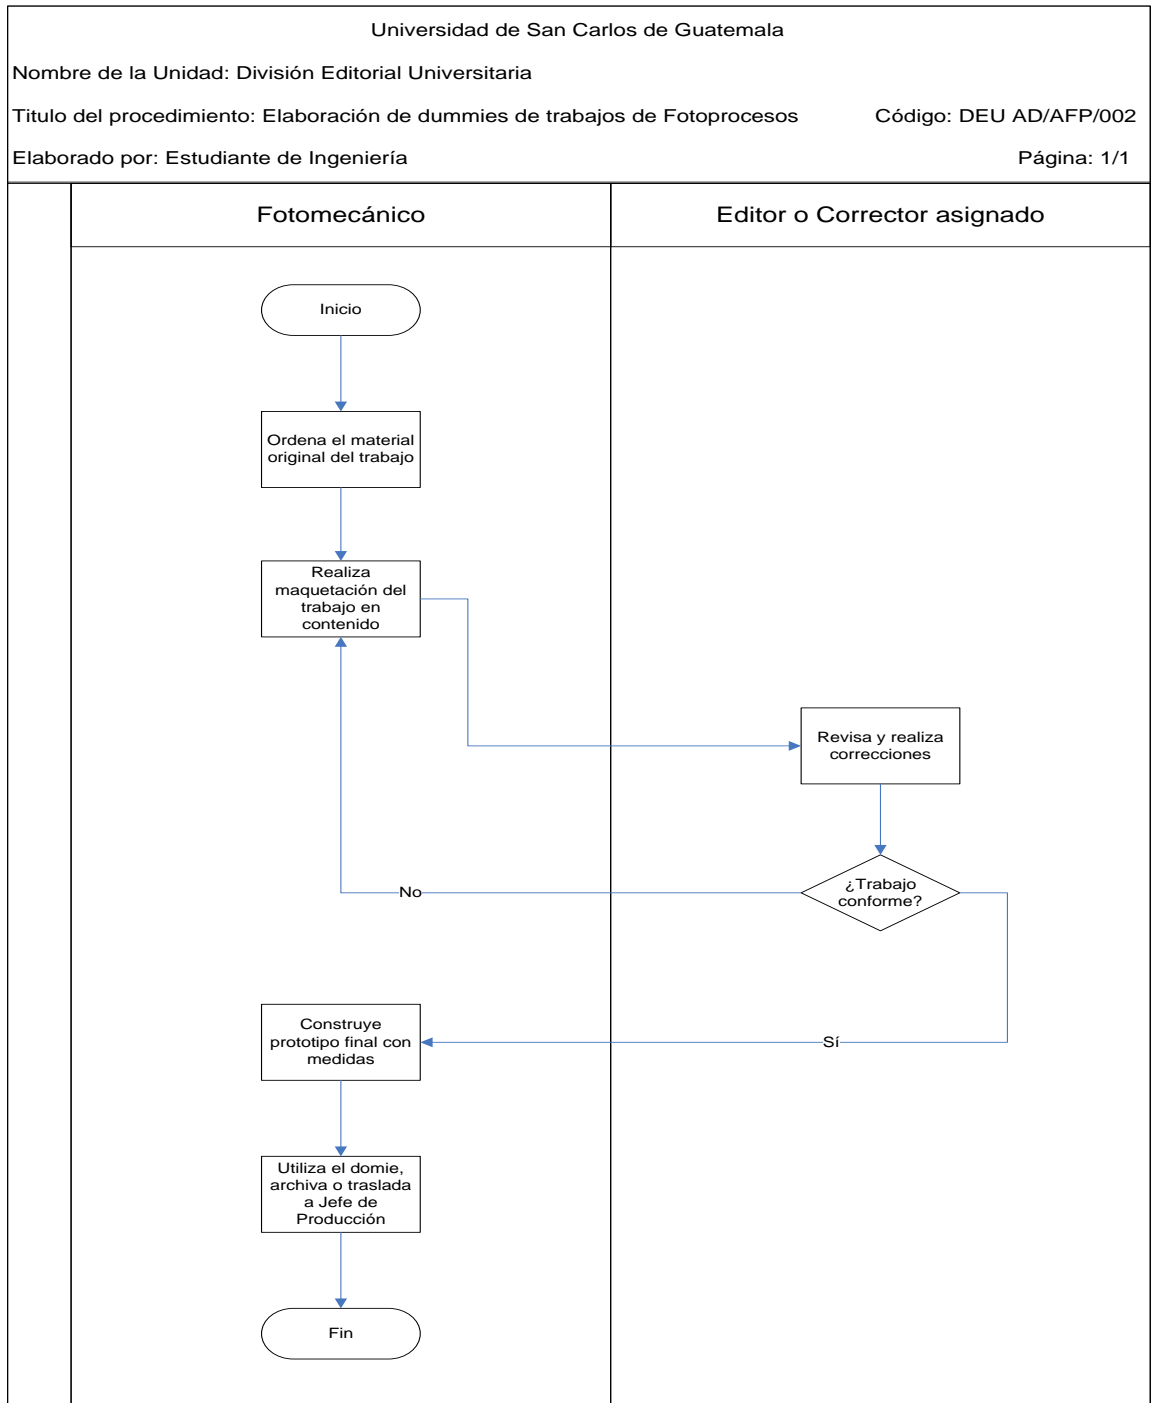 Universidad de San Carlos de Guatemala
Nombre de la Unidad: División Editorial Universitaria
Titulo del procedimiento: Elaboración de dummies de trabajos de Fotoprocesos Código: DEU AD/AFP/002
Elaborado por: Estudiante de Ingeniería Página: 1/1
Fotomecánico
Editor o Corrector asignado
Inicio
Ordena el material
original del trabajo
Realiza
maquetación del
trabajo en
contenido
Revisa y realiza
correcciones
¿Trabajo
conforme?
No
Sí
Construye
prototipo final con
medidas
Utiliza el domie,
archiva o traslada
a Jefe de
Producción
Fin